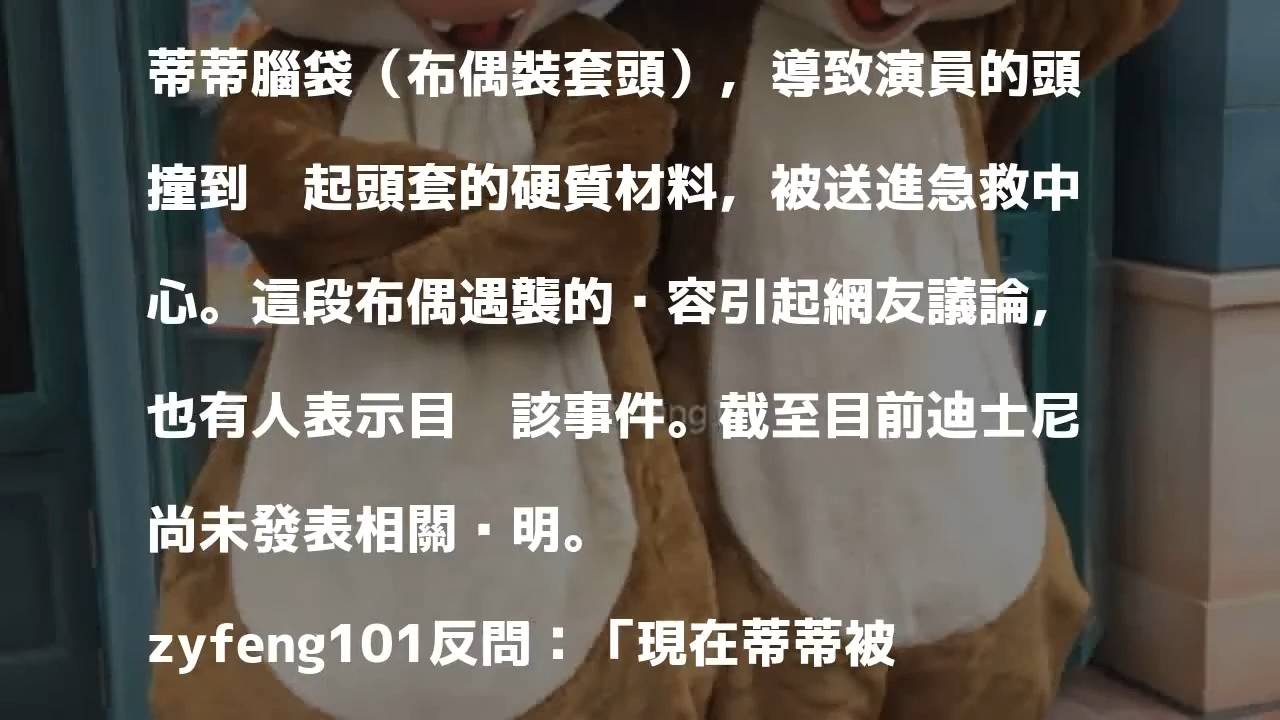 蒂蒂腦袋（布偶裝套頭），導致演員的頭
撞到　起頭套的硬質材料，被送進急救中
心。這段布偶遇襲的▪容引起網友議論，
也有人表示目　該事件。截至目前迪士尼
尚未發表相關▪明。
zyfeng101反問：「現在蒂蒂被